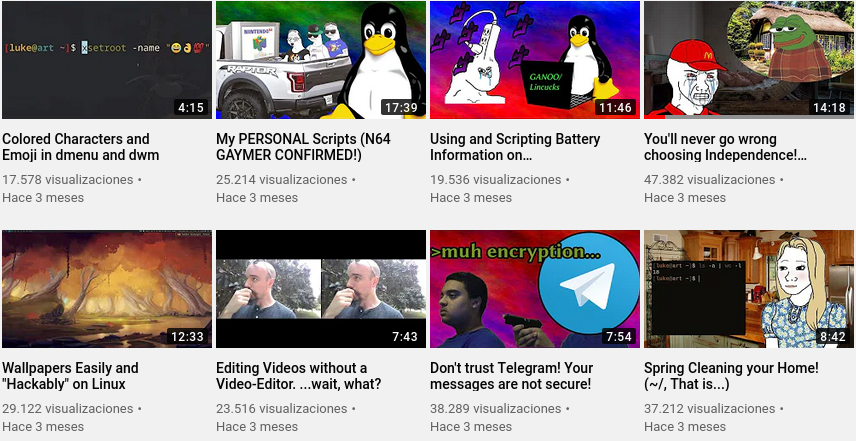 [luke@art ~]$ xsetroot -name "😄👌💯"
4:15
NINTENDO 64
RAPTOR
17:39
GANOO/
Lincucks
11:46
14:18
Colored Characters and
Emoji in dmenu and dwm
17.578 visualizaciones •
Hace 3 meses
My PERSONAL Scripts (N64
GAYMER CONFIRMED!)
25.214 visualizaciones •
Hace 3 meses
Using and Scripting Battery
Information on...
19.536 visualizaciones •
Hace 3 meses
You'll never go wrong
choosing Independence!...
47.382 visualizaciones •
Hace 3 meses
12:33
7:43
>muh encryption...
7:54
[luke@art ~]$ ls -a | wc -l
18
[luke@art ~]$
8:42
Wallpapers Easily and
"Hackably" on Linux
29.122 visualizaciones •
Hace 3 meses
Editing Videos without a
Video-Editor. ...wait, what?
23.516 visualizaciones •
Hace 3 meses
Don't trust Telegram! Your
messages are not secure!
38.289 visualizaciones •
Hace 3 meses
Spring Cleaning your Home!
(~/, That is...)
37.212 visualizaciones •
Hace 3 meses